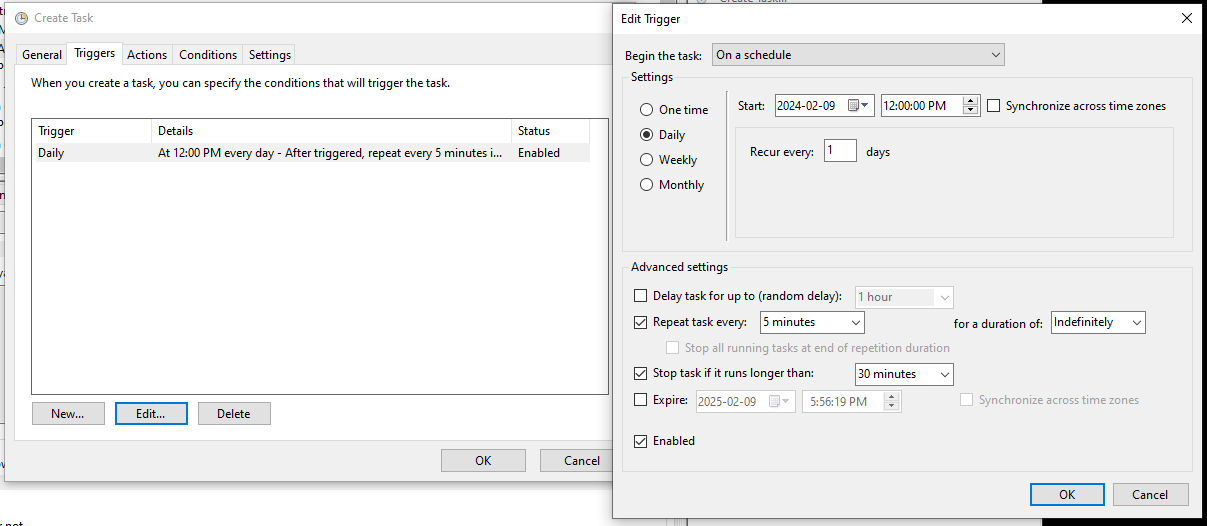 Create Task
General Triggers Actions Conditions Settings
When you create a task, you can specify the conditions that will trigger the task.
Trigger Details Status
Daily At 12:00 PM every day - After triggered, repeat every 5 minutes i... Enabled
New... Edit... Delete
OK Cancel
Edit Trigger
Begin the task: On a schedule
Settings
One time
Daily
Weekly
Monthly
Start: 2024-02-09 12:00:00 PM Synchronize across time zones
Recur every: 1 days
Advanced settings
Delay task for up to (random delay): 1 hour
Repeat task every: 5 minutes for a duration of: Indefinitely
Stop all running tasks at end of repetition duration
Stop task if it runs longer than: 30 minutes
Expire: 2025-02-09 5:56:19 PM Synchronize across time zones
Enabled
OK Cancel